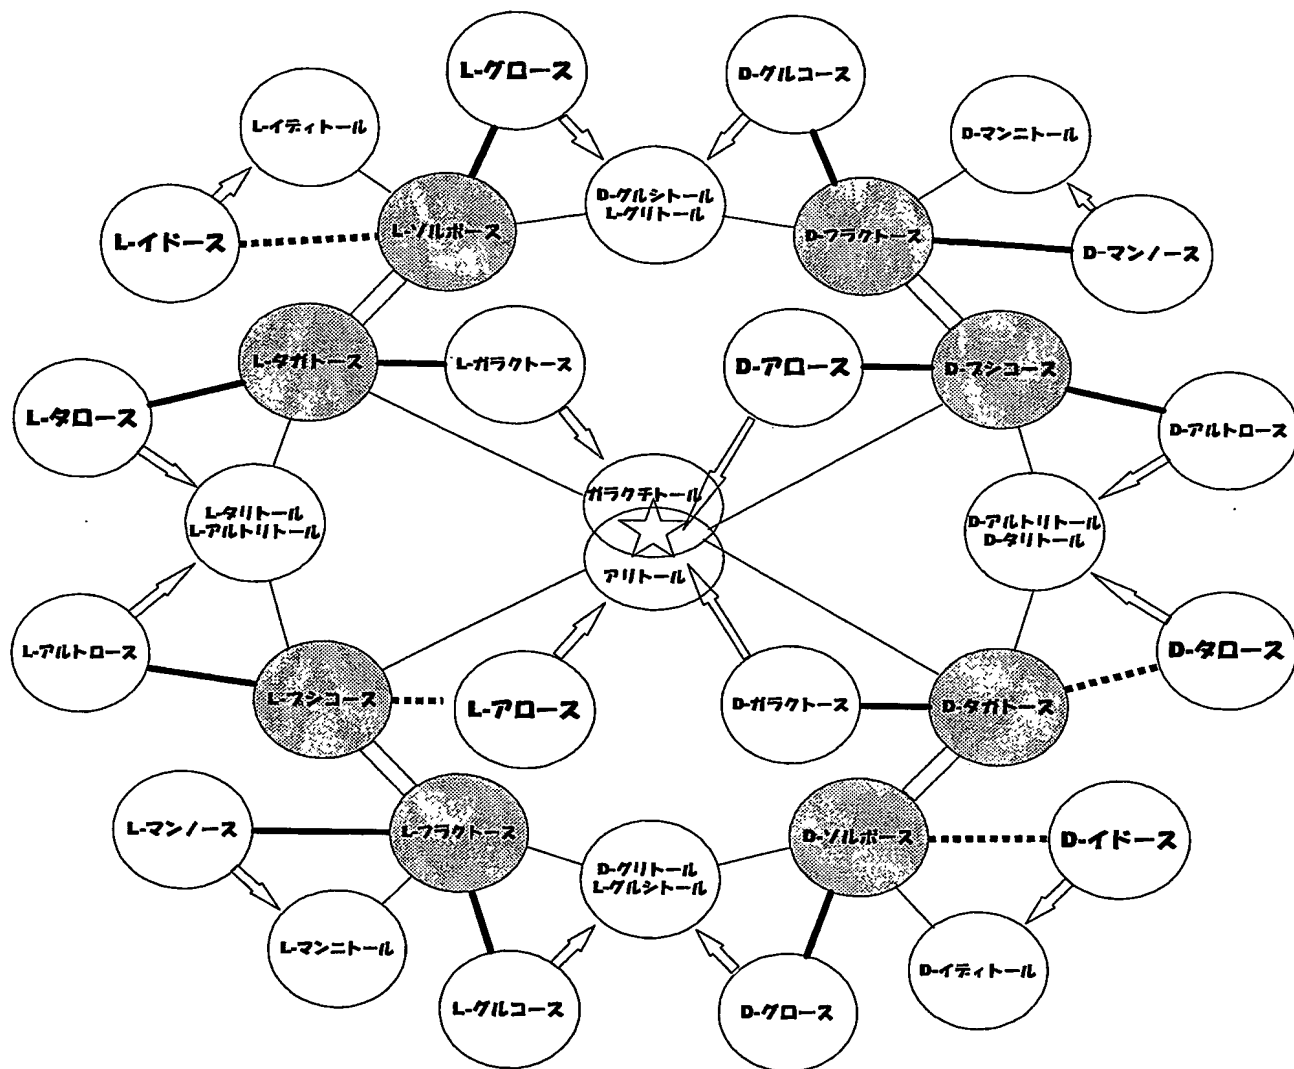 L-グロース
D-グルコース
L-イディトール
D-マンニトール
D-グルシトール
L-グリトール
L-イドース
L-ソルボース
D-フラクトース
D-マンノース
L-タガトース
L-ガラクトース
D-アロース
D-プシコース
L-タロース
D-アルトロース
ガラクチトール
L-タリトール
L-アルトリトール
D-アルトリトール
D-タリトール
アリトール
L-アルトロース
D-タロース
L-プシコース
L-アロース
D-ガラクトース
D-タガトース
L-マンノース
L-フラクトース
D-ソルボース
D-イドース
D-グリトール
L-グルシトール
L-マンニトール
D-イディトール
L-グルコース
D-グロース